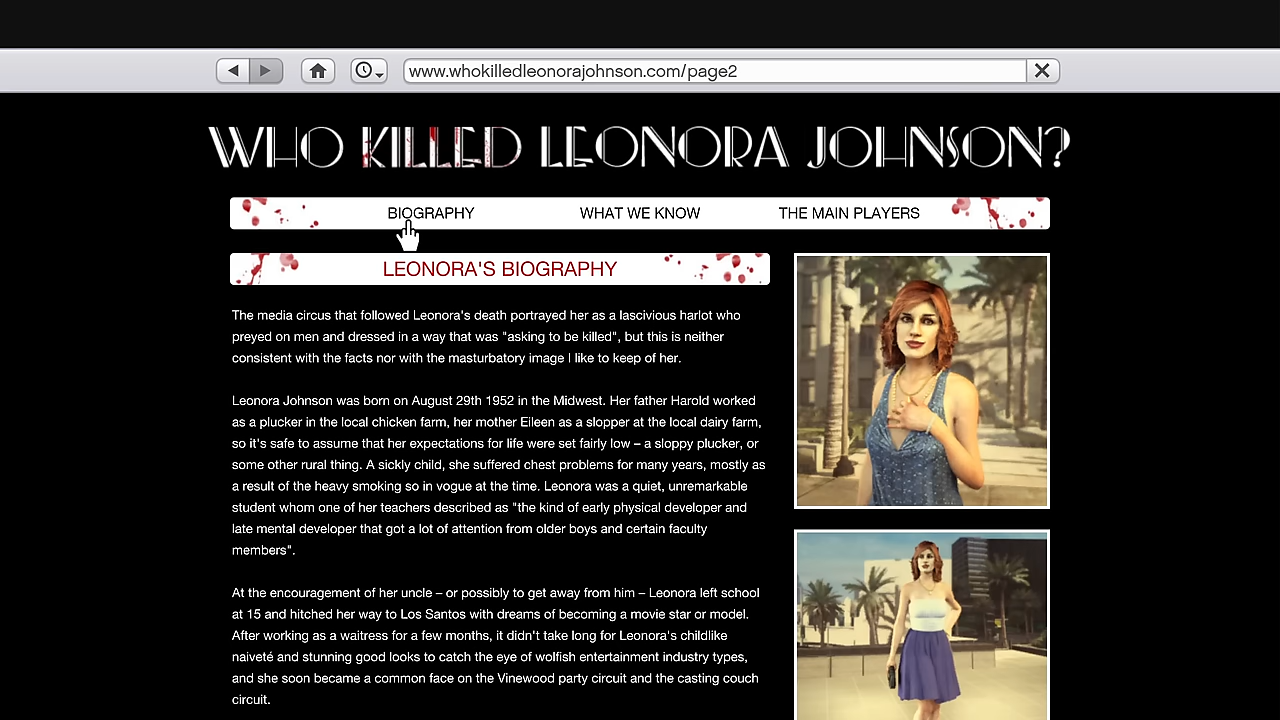 www.whokilledleonorajohnson.com/page2
WHO KILLED LEONORA JOHNSON?
BIOGRAPHY WHAT WE KNOW THE MAIN PLAYERS
LEONORA'S BIOGRAPHY
The media circus that followed Leonora's death portrayed her as a lascivious harlot who
preyed on men and dressed in a way that was "asking to be killed", but this is neither
consistent with the facts nor with the masturbatory image I like to keep of her.
Leonora Johnson was born on August 29th 1952 in the Midwest. Her father Harold worked
as a plucker in the local chicken farm, her mother Eileen as a slopper at the local dairy farm,
so it's safe to assume that her expectations for life were set fairly low – a sloppy plucker, or
some other rural thing. A sickly child, she suffered chest problems for many years, mostly as
a result of the heavy smoking so in vogue at the time. Leonora was a quiet, unremarkable
student whom one of her teachers described as "the kind of early physical developer and
late mental developer that got a lot of attention from older boys and certain faculty
members".
At the encouragement of her uncle – or possibly to get away from him – Leonora left school
at 15 and hitched her way to Los Santos with dreams of becoming a movie star or model.
After working as a waitress for a few months, it didn't take long for Leonora's childlike
naiveté and stunning good looks to catch the eye of wolfish entertainment industry types,
and she soon became a common face on the Vinewood party circuit and the casting couch
circuit.